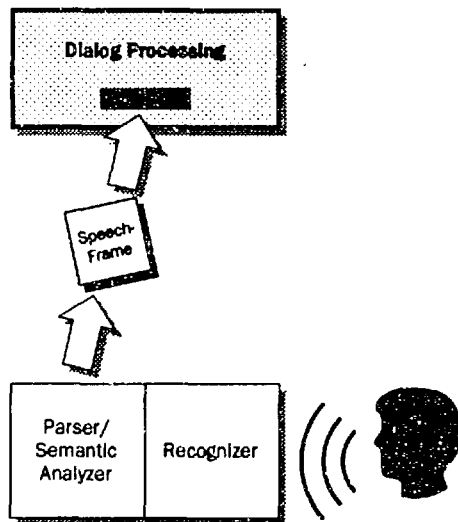 Dialog Processing
Speech-
Frame
Parser/
Semantic
Analyzer
Recognizer